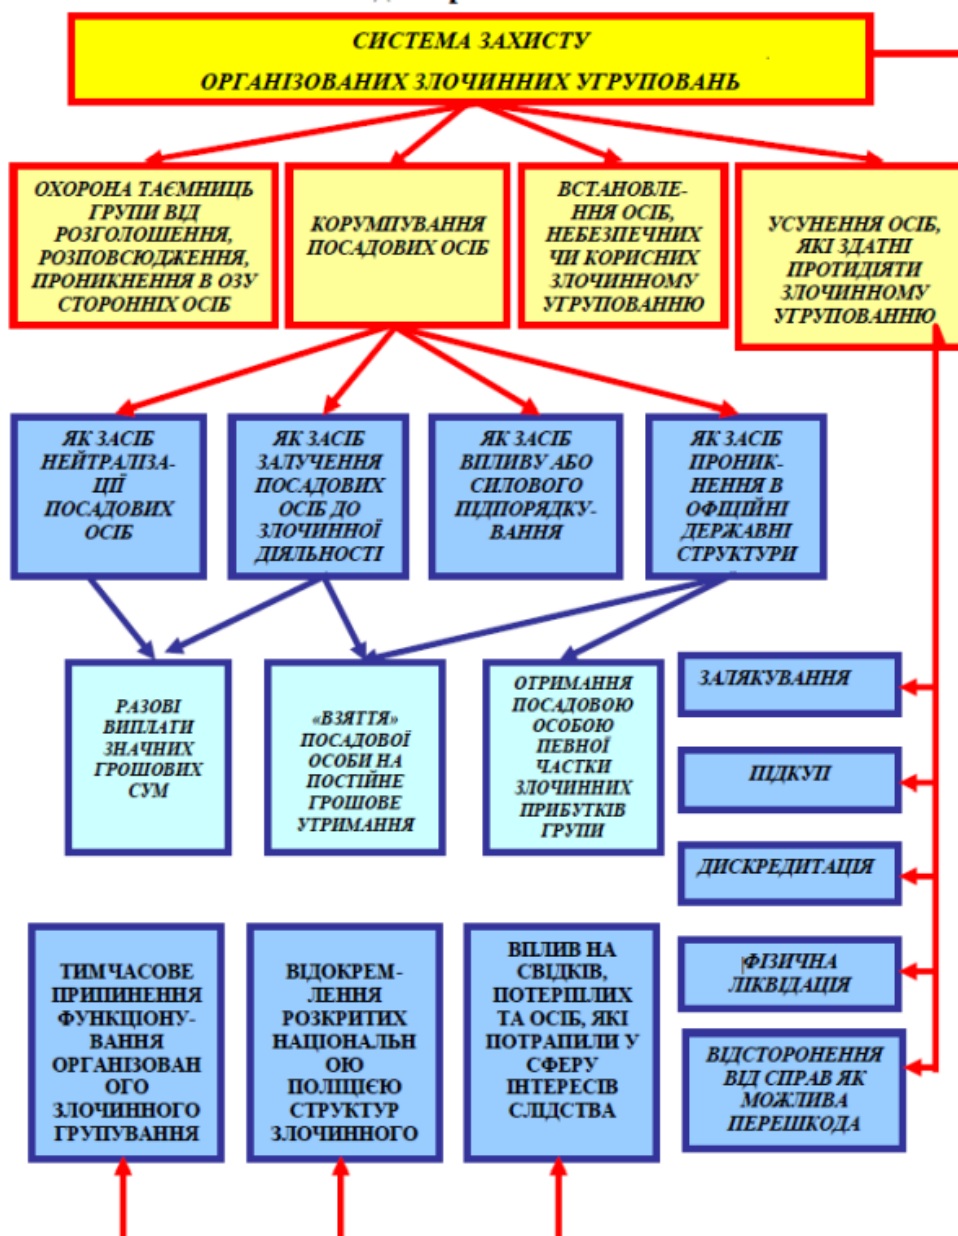 СИСТЕМА ЗАХИСТУ
ОРГАНІЗОВАНИХ ЗЛОЧИННИХ УГРУПОВАНЬ
ОХОРОНА ТАЄМНИЦЬ
ГРУПИ ВІД
РОЗГОЛОШЕННЯ,
РОЗПОВСЮДЖЕННЯ,
ПРОНИКНЕННЯ В ОЗУ
СТОРОННІХ ОСІБ
КОРУМПУВАННЯ
ПОСАДОВИХ ОСІБ
ВСТАНОВЛЕ-
ННЯ ОСІБ,
НЕБЕЗПЕЧНИХ
ЧИ КОРИСНИХ
ЗЛОЧИННОМУ
УГРУПОВАННЮ
УСУНЕННЯ ОСІБ,
ЯКІ ЗДАТНІ
ПРОТИДІЯТИ
ЗЛОЧИННОМУ
УГРУПОВАННЮ
ЯК ЗАСІБ
НЕЙТРАЛІЗА-
ЦІЇ
ПОСАДОВИХ
ОСІБ
ЯК ЗАСІБ
ЗАЛУЧЕННЯ
ПОСАДОВИХ
ОСІБ ДО
ЗЛОЧИННОЇ
ДІЯЛЬНОСТІ
ЯК ЗАСІБ
ВПЛИВУ АБО
СИЛОВОГО
ПІДПОРЯДКУ-
ВАННЯ
ЯК ЗАСІБ
ПРОНИК-
НЕННЯ В
ОФІЦІЙНІ
ДЕРЖАВНІ
СТРУКТУРИ
РАЗОВІ
ВИПЛАТИ
ЗНАЧНИХ
ГРОШОВИХ
СУМ
«ВЗЯТТЯ»
ПОСАДОВОЇ
ОСОБИ НА
ПОСТІЙНЕ
ГРОШОВЕ
УТРИМАННЯ
ОТРИМАННЯ
ПОСАДОВОЮ
ОСОБОЮ
ПЕВНОЇ
ЧАСТКИ
ЗЛОЧИННИХ
ПРИБУТКІВ
ГРУПИ
ЗАЛЯКУВАННЯ
ПІДКУП
ДИСКРЕДИТАЦІЯ
ФІЗИЧНА
ЛІКВІДАЦІЯ
ВІДСТОРОНЕННЯ
ВІД СПРАВ ЯК
МОЖЛИВА
ПЕРЕШКОДА
ТИМЧАСОВЕ
ПРИПИНЕННЯ
ФУНКЦІОНУ-
ВАННЯ
ОРГАНІЗОВАН
ОГО
ЗЛОЧИННОГО
ГРУПУВАННЯ
ВІДОКРЕМ-
ЛЕННЯ
РОЗКРИТИХ
НАЦІОНАЛЬН
ОЮ
ПОЛІЦІЄЮ
СТРУКТУР
ЗЛОЧИННОГО
ВПЛИВ НА
СВІДКІВ,
ПОТЕРПІЛИХ
ТА ОСІБ, ЯКІ
ПОТРАПИЛИ У
СФЕРУ
ІНТЕРЕСІВ
СЛІДСТВА